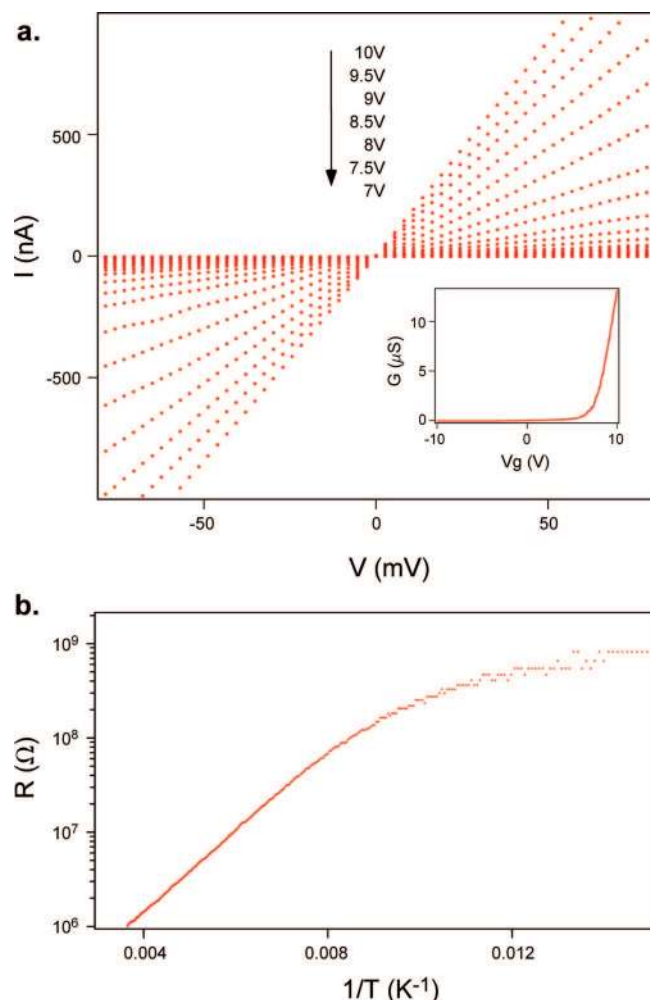 a.
10V
9.5V
9V
8.5V
8V
7.5V
7V
500
0
-500
I (nA)
-50
0
50
V (mV)
10
5
0
G (μS)
-10
0
10
Vg (V)
b.
10⁹
10⁸
10⁷
10⁶
R (Ω)
0.004
0.008
0.012
1/T (K⁻¹)